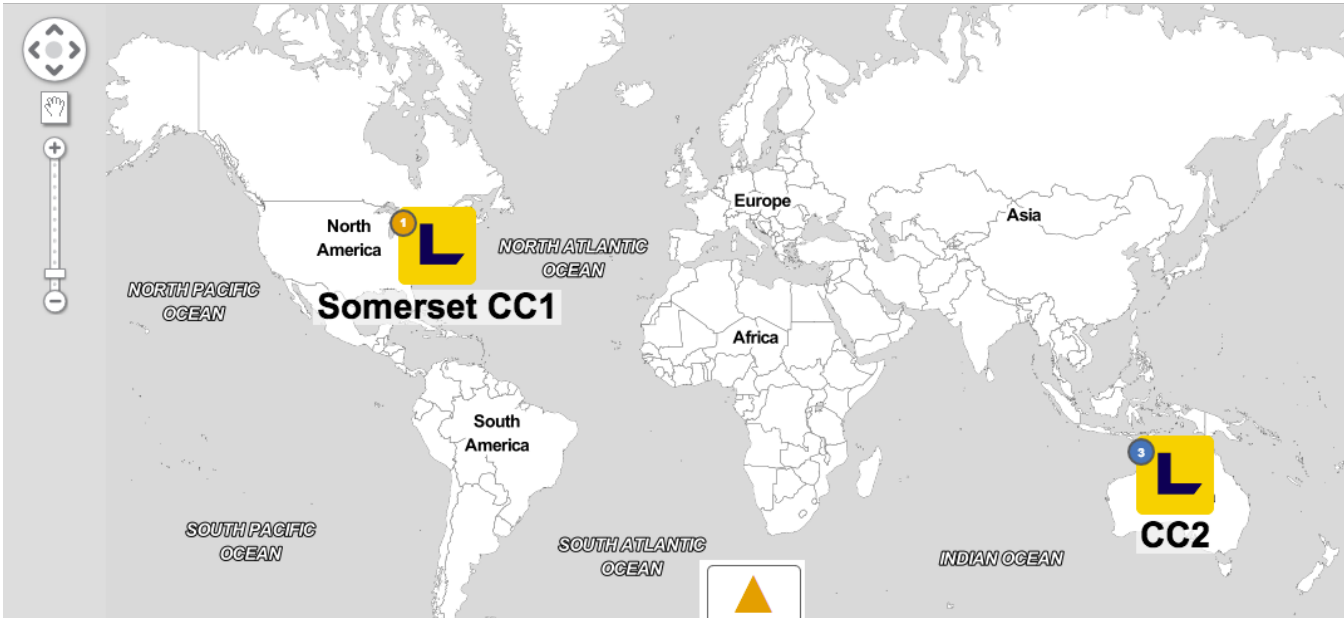 Europe
Asia
North
America
1
L
NORTH ATLANTIC
OCEAN
NORTH PACIFIC
OCEAN
Somerset CC1
Africa
South
America
3
L
CC2
SOUTH PACIFIC
OCEAN
SOUTH ATLANTIC
OCEAN
INDIAN OCEAN